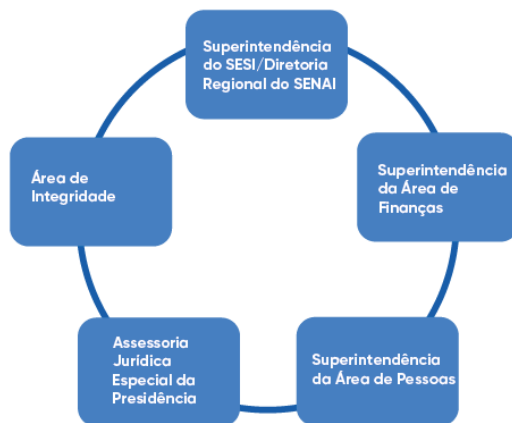 Superintendência
do SESI/Diretoria
Regional do SENAI
Superintendência
da Área de
Finanças
Superintendência
da Área de Pessoas
Assessoria
Jurídica
Especial da
Presidência
Área de
Integridade